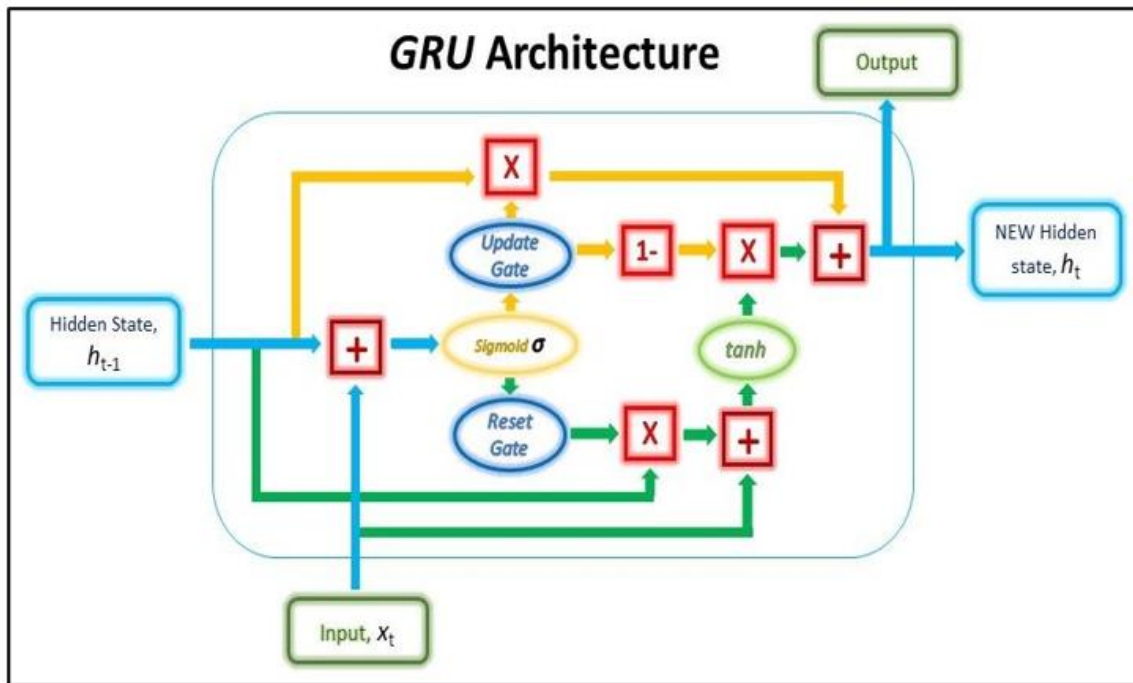 GRU Architecture
Output
X
Update
Gate
1-
X
+
NEW Hidden
state, hₜ
Hidden State,
hₜ₋₁
+
Sigmoid σ
tanh
Reset
Gate
X
+
Input, xₜ